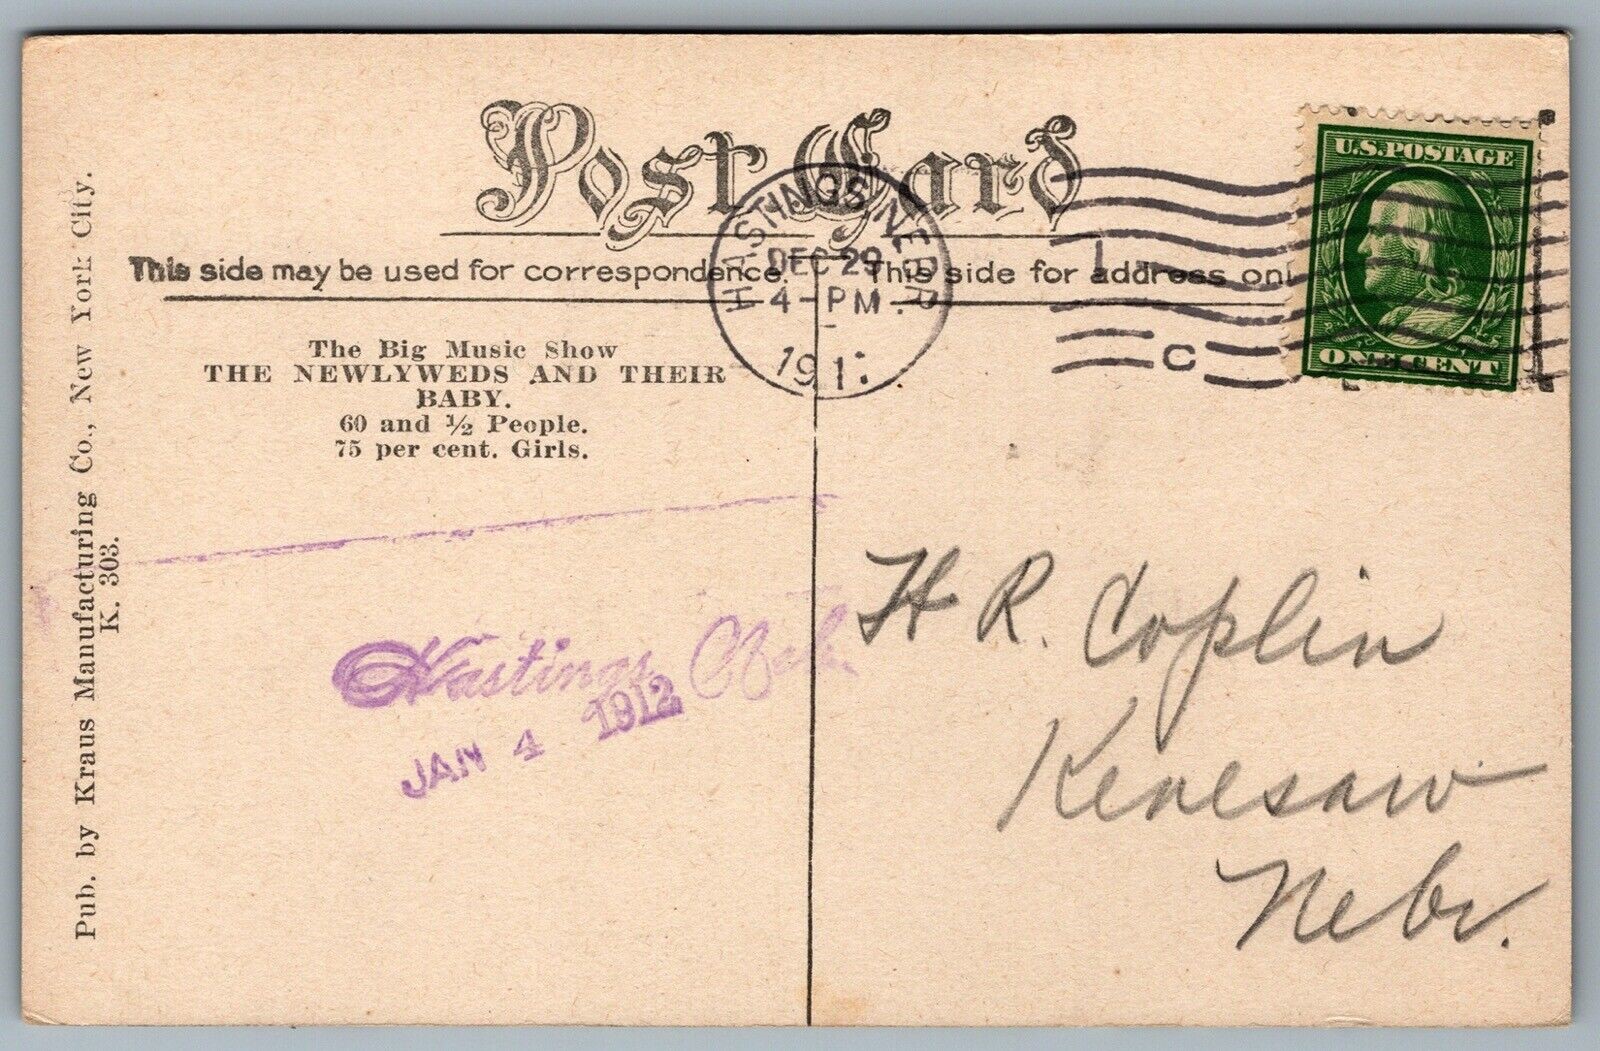 Post Card
This side may be used for correspondence.
This side for address onl
HASTINGS NEBR.
DEC 29
4-PM
191
C
U.S.POSTAGE
ONE CENT
The Big Music Show
THE NEWLYWEDS AND THEIR
BABY.
60 and ½ People.
75 per cent. Girls.
Pub. by Kraus Manufacturing Co., New York City.
K. 303.
Hastings, Neb.
JAN 4 1912
H R. Coplin
Kenesaw
Nebr.